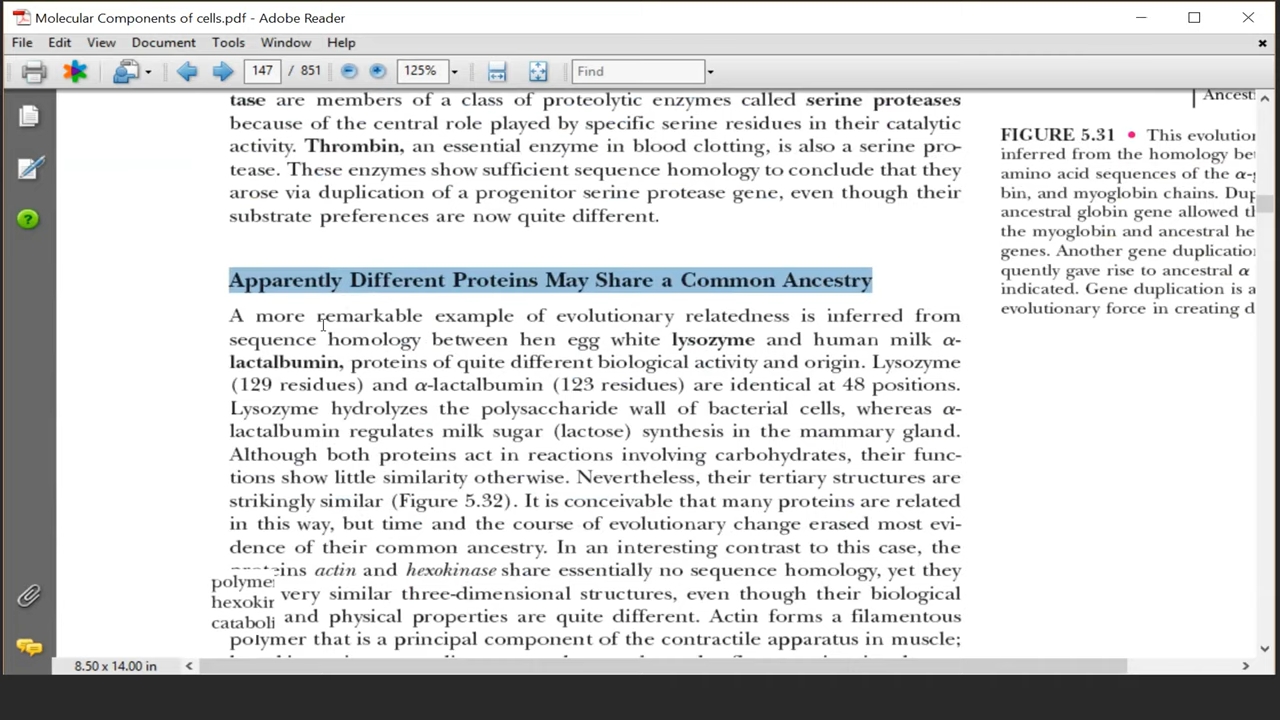 Molecular Components of cells.pdf - Adobe Reader
File Edit View Document Tools Window Help
147 / 851 125% Find
tase are members of a class of proteolytic enzymes called serine proteases
because of the central role played by specific serine residues in their catalytic
activity. Thrombin, an essential enzyme in blood clotting, is also a serine pro-
tease. These enzymes show sufficient sequence homology to conclude that they
arose via duplication of a progenitor serine protease gene, even though their
substrate preferences are now quite different.
Apparently Different Proteins May Share a Common Ancestry
A more remarkable example of evolutionary relatedness is inferred from
sequence homology between hen egg white lysozyme and human milk α-
lactalbumin, proteins of quite different biological activity and origin. Lysozyme
(129 residues) and α-lactalbumin (123 residues) are identical at 48 positions.
Lysozyme hydrolyzes the polysaccharide wall of bacterial cells, whereas α-
lactalbumin regulates milk sugar (lactose) synthesis in the mammary gland.
Although both proteins act in reactions involving carbohydrates, their func-
tions show little similarity otherwise. Nevertheless, their tertiary structures are
strikingly similar (Figure 5.32). It is conceivable that many proteins are related
in this way, but time and the course of evolutionary change erased most evi-
dence of their common ancestry. In an interesting contrast to this case, the
actin and hexokinase share essentially no sequence homology, yet they
very similar three-dimensional structures, even though their biological
and physical properties are quite different. Actin forms a filamentous
polymer that is a principal component of the contractile apparatus in muscle;
polyme
hexokin
cataboli
Ancest
FIGURE 5.31 • This evolution
inferred from the homology be
amino acid sequences of the α-g
bin, and myoglobin chains. Dup
ancestral globin gene allowed th
the myoglobin and ancestral he
genes. Another gene duplication
quently gave rise to ancestral α
indicated. Gene duplication is a
evolutionary force in creating d
8.50 x 14.00 in